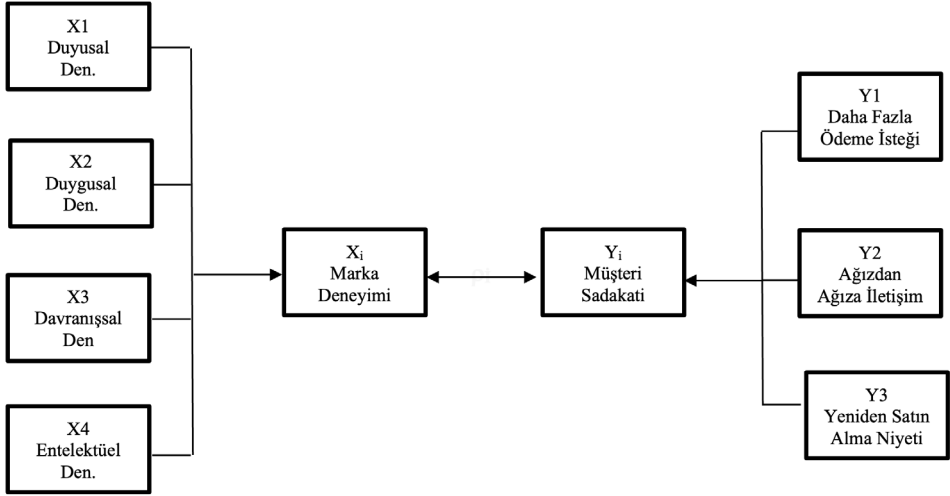 X1
Duyusal
Den.
X2
Duygusal
Den.
X3
Davranışsal
Den
X4
Entelektüel
Den.
Xi
Marka
Deneyimi
Yi
Müşteri
Sadakati
Y1
Daha Fazla
Ödeme İsteği
Y2
Ağızdan
Ağıza İletişim
Y3
Yeniden Satın
Alma Niyeti